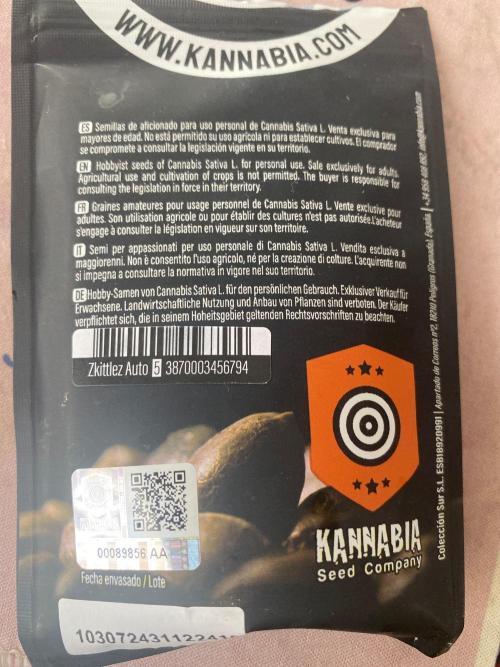 WWW.KANNABIA.COM
ES Semillas de aficionado para uso personal de Cannabis Sativa L. Venta exclusiva para
mayores de edad. No está permitido su uso agrícola ni para establecer cultivos. El comprador
se compromete a consultar la legislación vigente en su territorio.
EN Hobbyist seeds of Cannabis Sativa L. for personal use. Sale exclusively for adults.
Agricultural use and cultivation of crops is not permitted. The buyer is responsible for
consulting the legislation in force in their territory.
FR Graines amateures pour usage personnel de Cannabis Sativa L. Vente exclusive pour
adultes. Son utilisation agricole ou pour établir des cultures n'est pas autorisée.L'acheteur
s'engage à consulter la législation en vigueur sur son territoire.
IT Semi per appassionati per uso personale di Cannabis Sativa L. Vendita esclusiva a
maggiorenni. Non è consentito l'uso agricolo, né per la creazione di colture. L'acquirente non
si impegna a consultare la normativa in vigore nel suo territorio.
DE Hobby-Samen von Cannabis Sativa L. für den persönlichen Gebrauch. Exklusiver Verkauf für
Erwachsene. Landwirtschaftliche Nutzung und Anbau von Pflanzen sind verboten. Der Käufer
verpflichtet sich, die in seinem Hoheitsgebiet geltenden Rechtsvorschriften zu beachten.
Zkittlez Auto 5 3870003456794
00089856 AA
Fecha envasado / Lote
KANNABIA
Seed Company
Colección Sur S.L. ESB18920991 | Apartado de Correos nº2, 18210 Peligros (Granada) España |